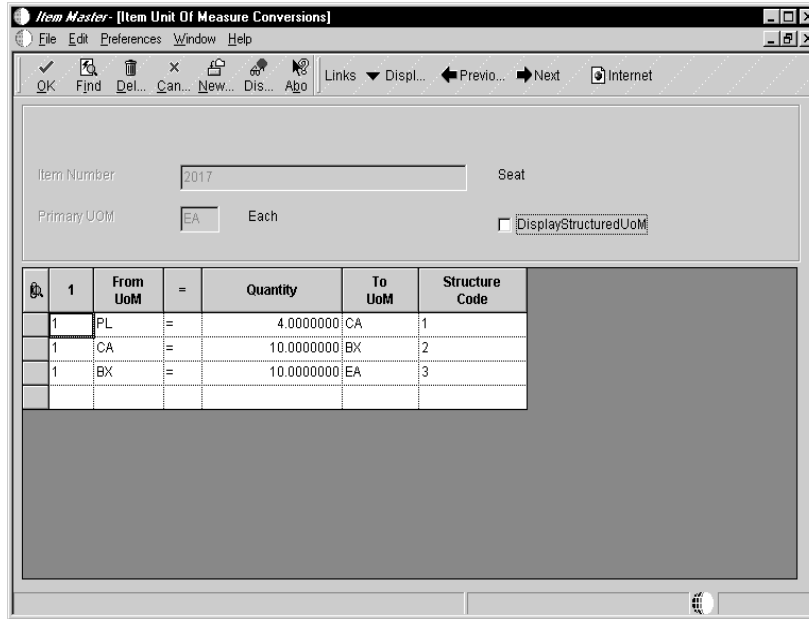 Item Master - [Item Unit Of Measure Conversions]
File Edit Preferences Window Help
OK Find Del... Can... New... Dis... Abo Links Displ... Previo... Next Internet
Item Number 2017 Seat
Primary UOM EA Each DisplayStructuredUoM
1 From UoM = Quantity To UoM Structure Code
1 PL = 4.0000000 CA 1
1 CA = 10.0000000 BX 2
1 BX = 10.0000000 EA 3